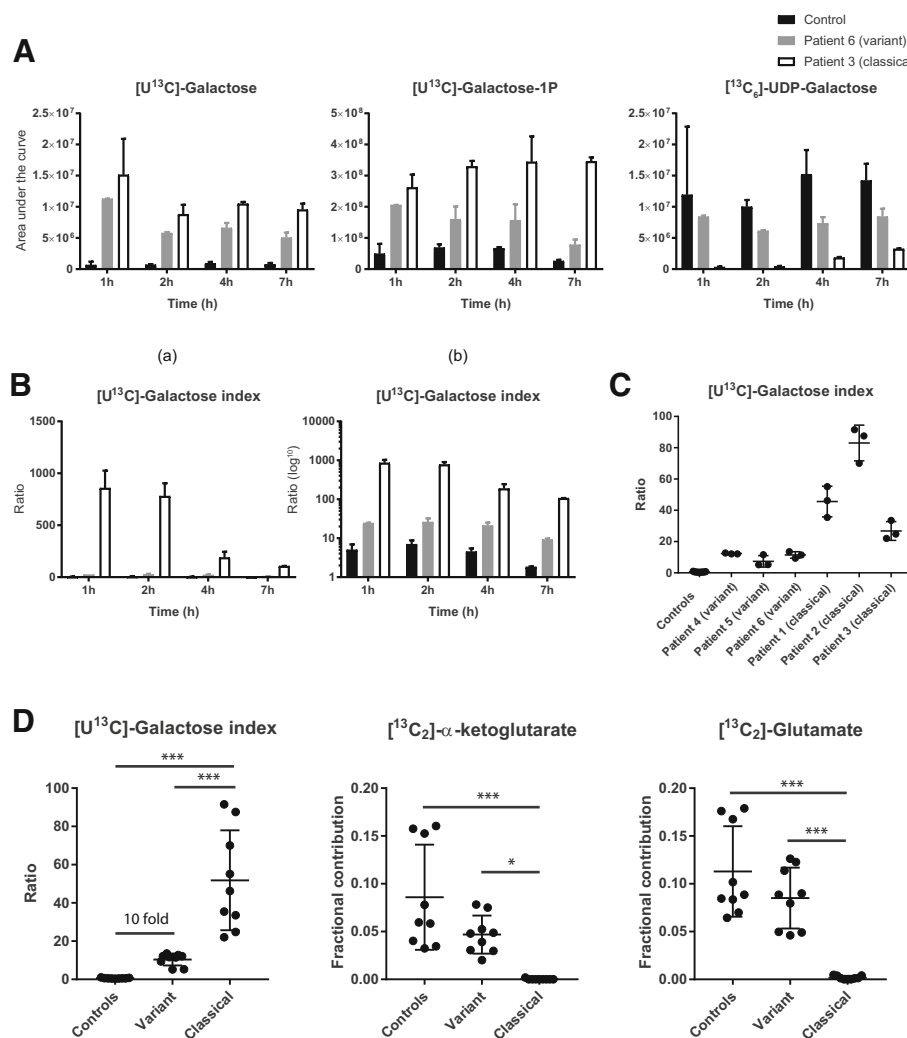 Control
Patient 6 (variant)
Patient 3 (classica
A
[U13C]-Galactose
[U13C]-Galactose-1P
[13C6]-UDP-Galactose
Area under the curve
2.5×10^7
2×10^7
1.5×10^7
1×10^7
5×10^6
0
1h 2h 4h 7h
Time (h)
5×10^8
4×10^8
3×10^8
2×10^8
1×10^8
0
1h 2h 4h 7h
Time (h)
2.5×10^7
2×10^7
1.5×10^7
1×10^7
5×10^6
0
1h 2h 4h 7h
Time (h)
(a)
(b)
B
[U13C]-Galactose index
Ratio
1500
1000
500
0
1h 2h 4h 7h
Time (h)
[U13C]-Galactose index
Ratio (log10)
10000
1000
100
10
1
1h 2h 4h 7h
Time (h)
C
[U13C]-Galactose index
Ratio
100
80
60
40
20
0
Controls
Patient 4 (variant)
Patient 5 (variant)
Patient 6 (variant)
Patient 1 (classical)
Patient 2 (classical)
Patient 3 (classical)
D
[U13C]-Galactose index
Ratio
100
80
60
40
20
0
***
***
10 fold
Controls
Variant
Classical
[13C2]-α-ketoglutarate
Fractional contribution
0.20
0.15
0.10
0.05
0.00
***
*
Controls
Variant
Classical
[13C2]-Glutamate
Fractional contribution
0.20
0.15
0.10
0.05
0.00
***
***
Controls
Variant
Classical